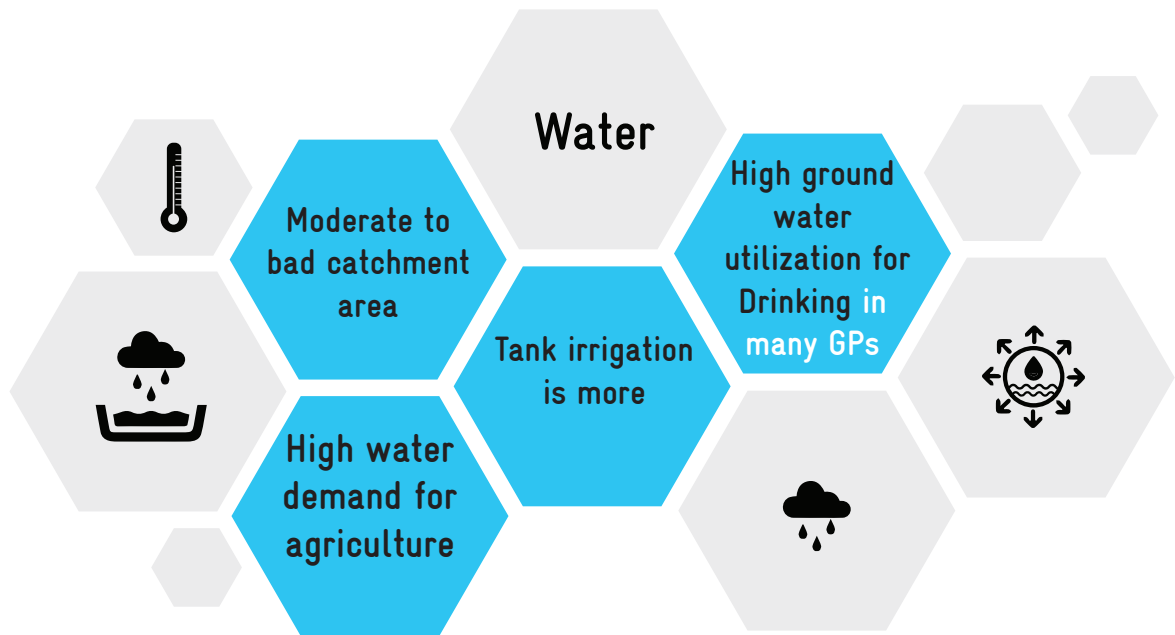 Water
Moderate to
bad catchment
area
High ground
water
utilization for
Drinking in
many GPs
Tank irrigation
is more
High water
demand for
agriculture